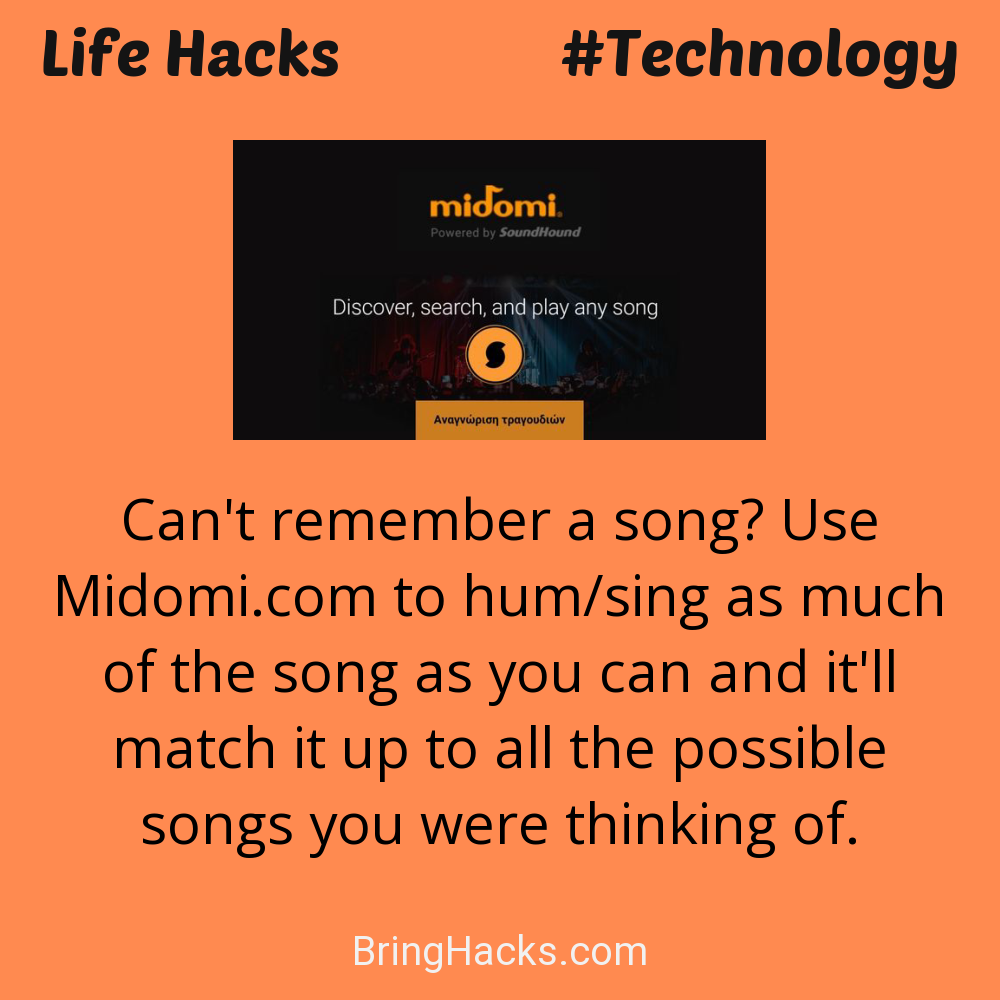 Life Hacks #Technology
midomi.
Powered by SoundHound
Discover, search, and play any song
Αναγνώριση τραγουδιών
Can't remember a song? Use
Midomi.com to hum/sing as much
of the song as you can and it'll
match it up to all the possible
songs you were thinking of.
BringHacks.com